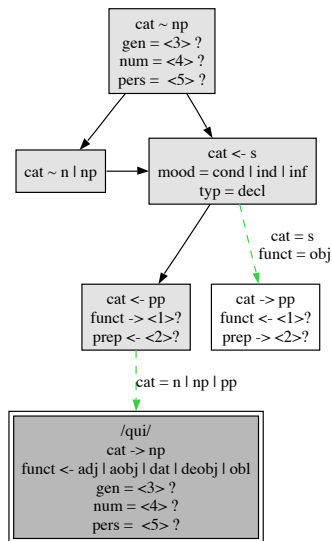 cat ~ np
gen = <3> ?
num = <4> ?
pers =  <5> ?
cat ~ n | np
cat <- s
mood = cond | ind | inf
typ = decl
cat = s
funct = obj
cat <- pp
funct -> <1>?
prep <- <2>?
cat -> pp
funct <- <1>?
prep -> <2>?
cat = n | np | pp
/qui/
cat -> np
funct <- adj | aobj | dat | deobj | obl
gen = <3> ?
num = <4> ?
pers =  <5> ?